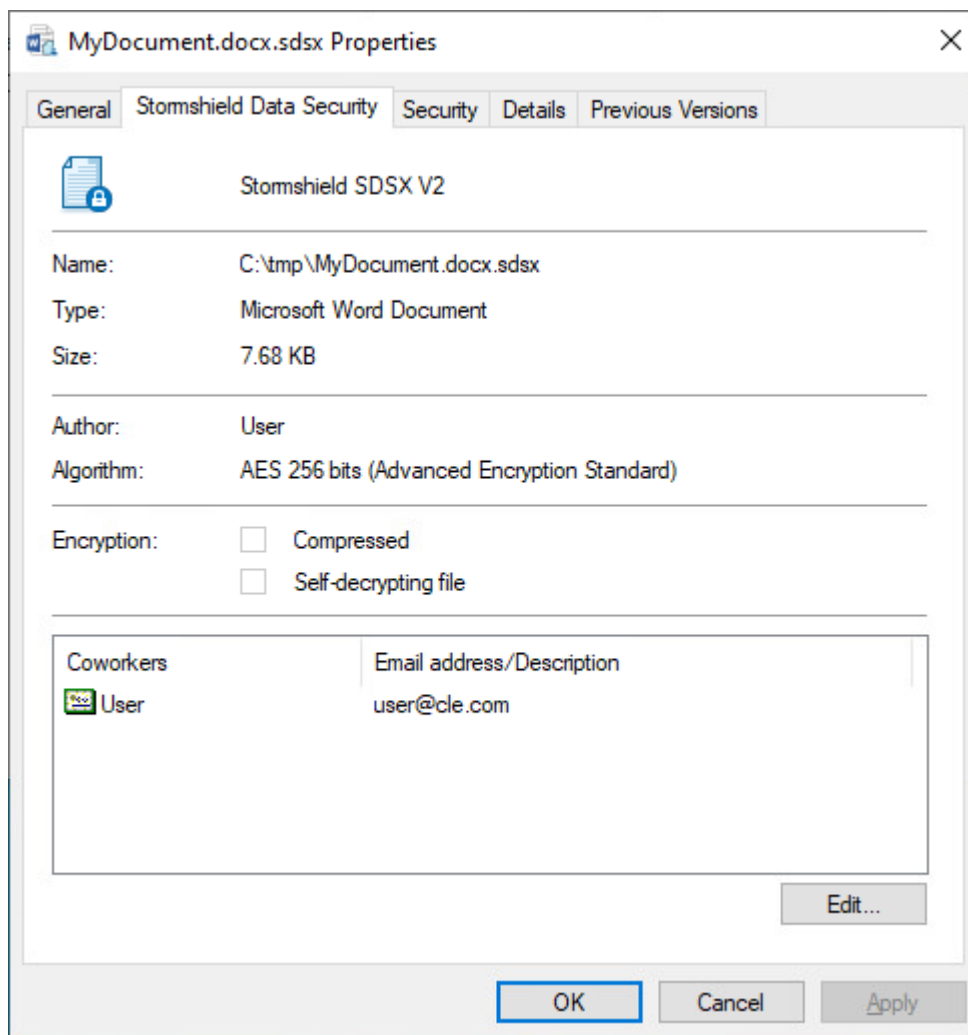 MyDocument.docx.sdsx Properties
General Stormshield Data Security Security Details Previous Versions
Stormshield SDSX V2
Name: C:\tmp\MyDocument.docx.sdsx
Type: Microsoft Word Document
Size: 7.68 KB
Author: User
Algorithm: AES 256 bits (Advanced Encryption Standard)
Encryption: Compressed
Self-decrypting file
Coworkers Email address/Description
User user@cle.com
Edit...
OK Cancel Apply